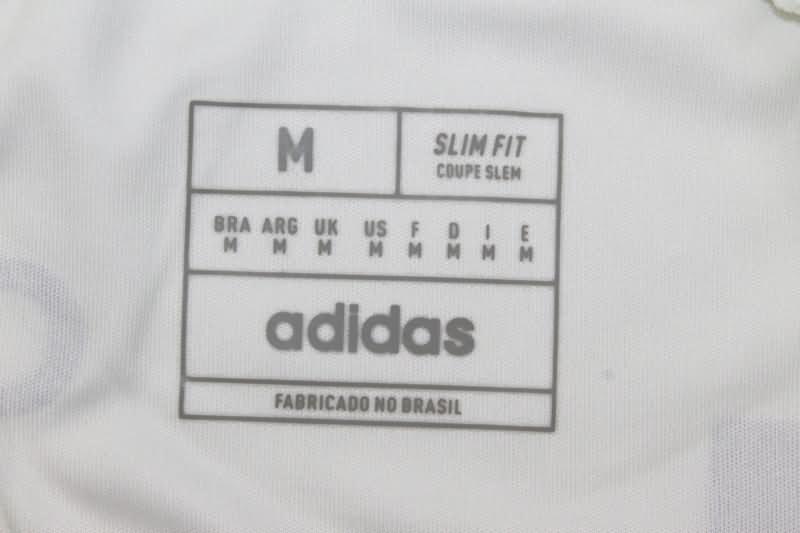 M
SLIM FIT
COUPE SLEM
BRA ARG UK US F D I E
M M M M M M M M
adidas
FABRICADO NO BRASIL